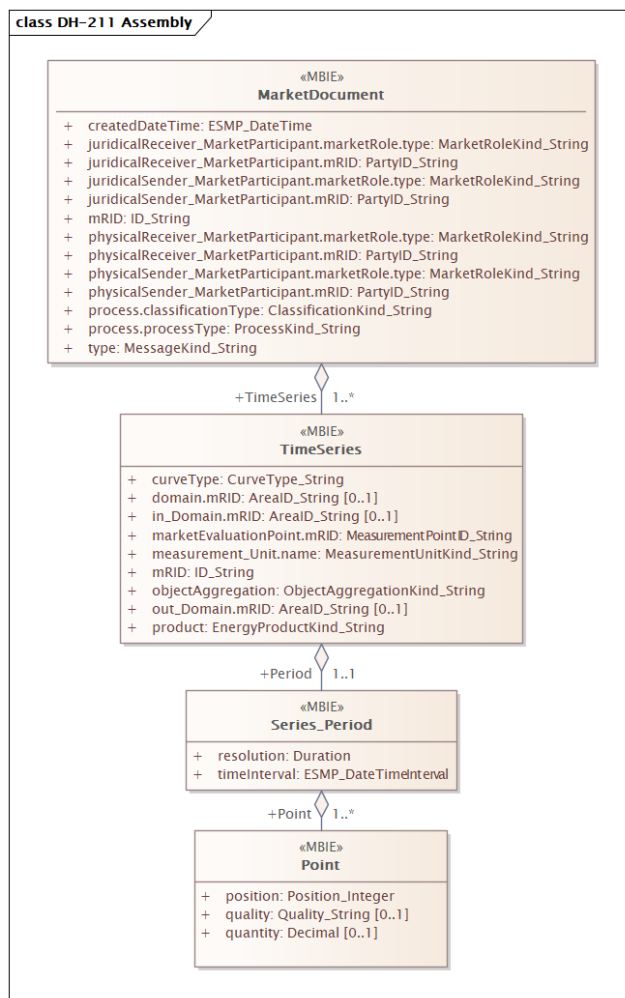 class DH-211 Assembly
«MBIE»
MarketDocument
+ createdDateTime: ESMP_DateTime
+ juridicalReceiver_MarketParticipant.marketRole.type: MarketRoleKind_String
+ juridicalReceiver_MarketParticipant.mRID: PartyID_String
+ juridicalSender_MarketParticipant.marketRole.type: MarketRoleKind_String
+ juridicalSender_MarketParticipant.mRID: PartyID_String
+ mRID: ID_String
+ physicalReceiver_MarketParticipant.marketRole.type: MarketRoleKind_String
+ physicalReceiver_MarketParticipant.mRID: PartyID_String
+ physicalSender_MarketParticipant.marketRole.type: MarketRoleKind_String
+ physicalSender_MarketParticipant.mRID: PartyID_String
+ process.classificationType: ClassificationKind_String
+ process.processType: ProcessKind_String
+ type: MessageKind_String
+TimeSeries 1..*
«MBIE»
TimeSeries
+ curveType: CurveType_String
+ domain.mRID: AreaID_String [0..1]
+ in_Domain.mRID: AreaID_String [0..1]
+ marketEvaluationPoint.mRID: MeasurementPointID_String
+ measurement_Unit.name: MeasurementUnitKind_String
+ mRID: ID_String
+ objectAggregation: ObjectAggregationKind_String
+ out_Domain.mRID: AreaID_String [0..1]
+ product: EnergyProductKind_String
+Period 1..1
«MBIE»
Series_Period
+ resolution: Duration
+ timeInterval: ESMP_DateTimeInterval
+Point 1..*
«MBIE»
Point
+ position: Position_Integer
+ quality: Quality_String [0..1]
+ quantity: Decimal [0..1]